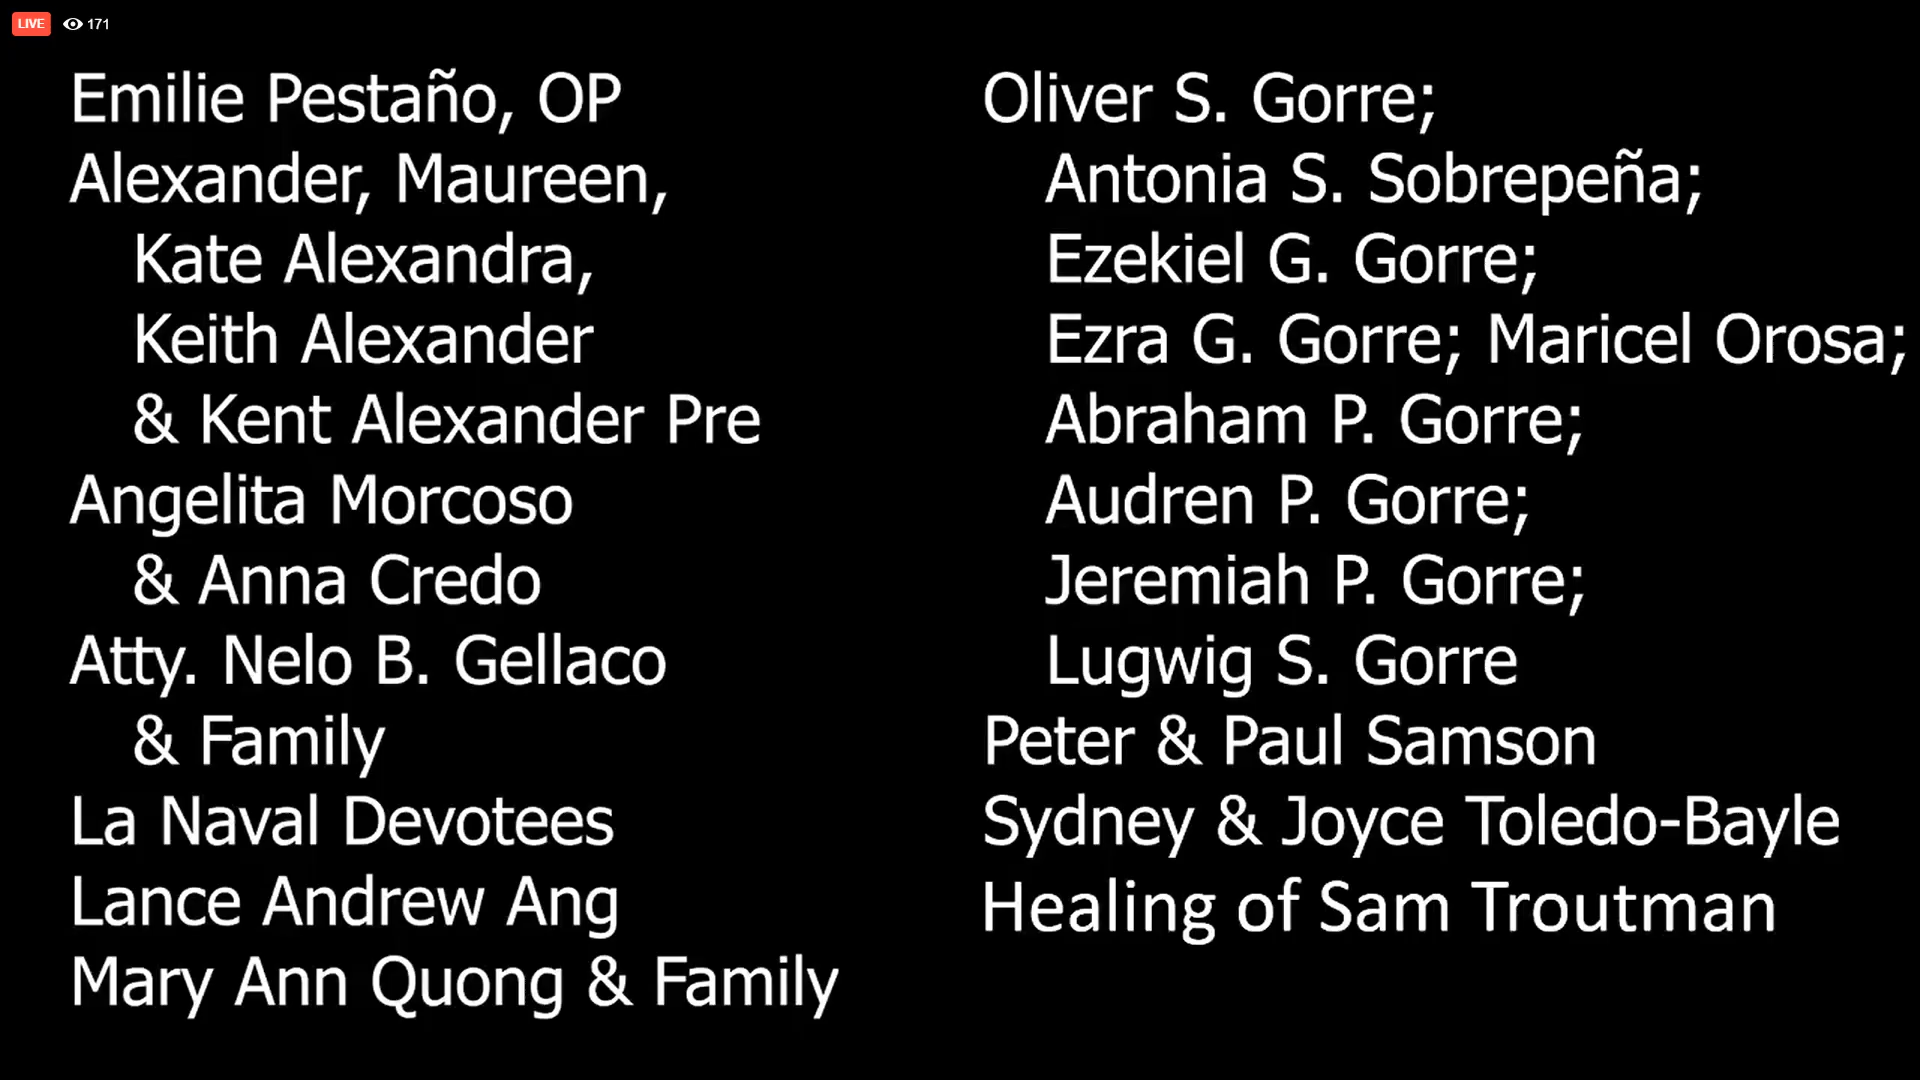 LIVE 171
Emilie Pestaño, OP
Alexander, Maureen,
Kate Alexandra,
Keith Alexander
& Kent Alexander Pre
Angelita Morcoso
& Anna Credo
Atty. Nelo B. Gellaco
& Family
La Naval Devotees
Lance Andrew Ang
Mary Ann Quong & Family
Oliver S. Gorre;
Antonia S. Sobrepeña;
Ezekiel G. Gorre;
Ezra G. Gorre; Maricel Orosa;
Abraham P. Gorre;
Audren P. Gorre;
Jeremiah P. Gorre;
Lugwig S. Gorre
Peter & Paul Samson
Sydney & Joyce Toledo-Bayle
Healing of Sam Troutman